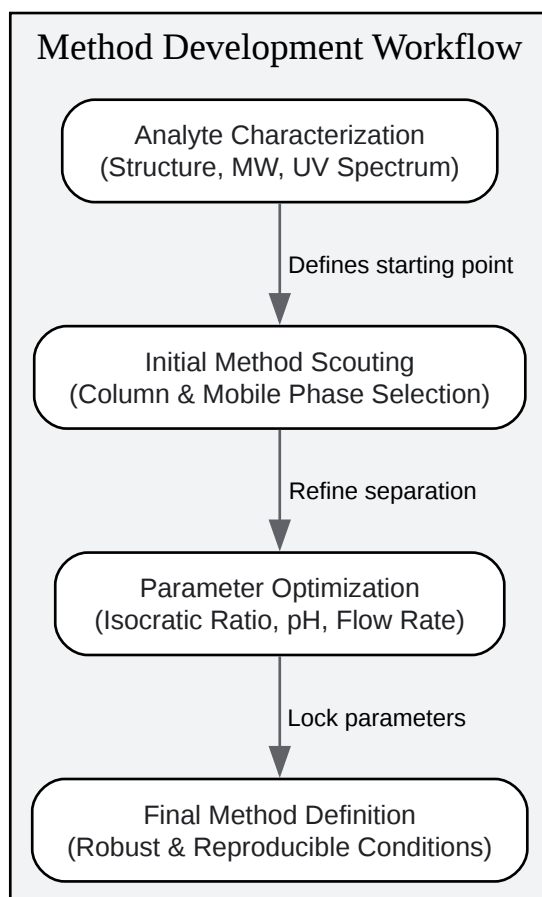 Method Development Workflow
Analyte Characterization
(Structure, MW, UV Spectrum)
Defines starting point
Initial Method Scouting
(Column & Mobile Phase Selection)
Refine separation
Parameter Optimization
(Isocratic Ratio, pH, Flow Rate)
Lock parameters
Final Method Definition
(Robust & Reproducible Conditions)